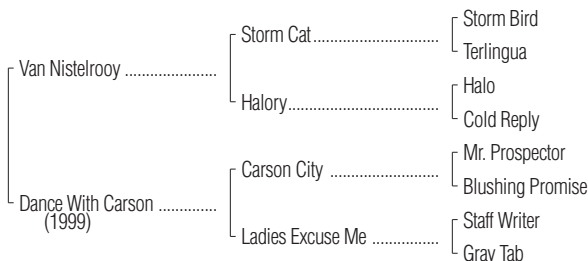 Storm Bird
Storm Cat..................................
Terlingua
Van Nistelrooy ......................
Halo
Halory........................................
Cold Reply
Mr. Prospector
Carson City ..............................
Blushing Promise
Dance With Carson ..............
(1999)
Staff Writer
Ladies Excuse Me ..................
Gray Tab